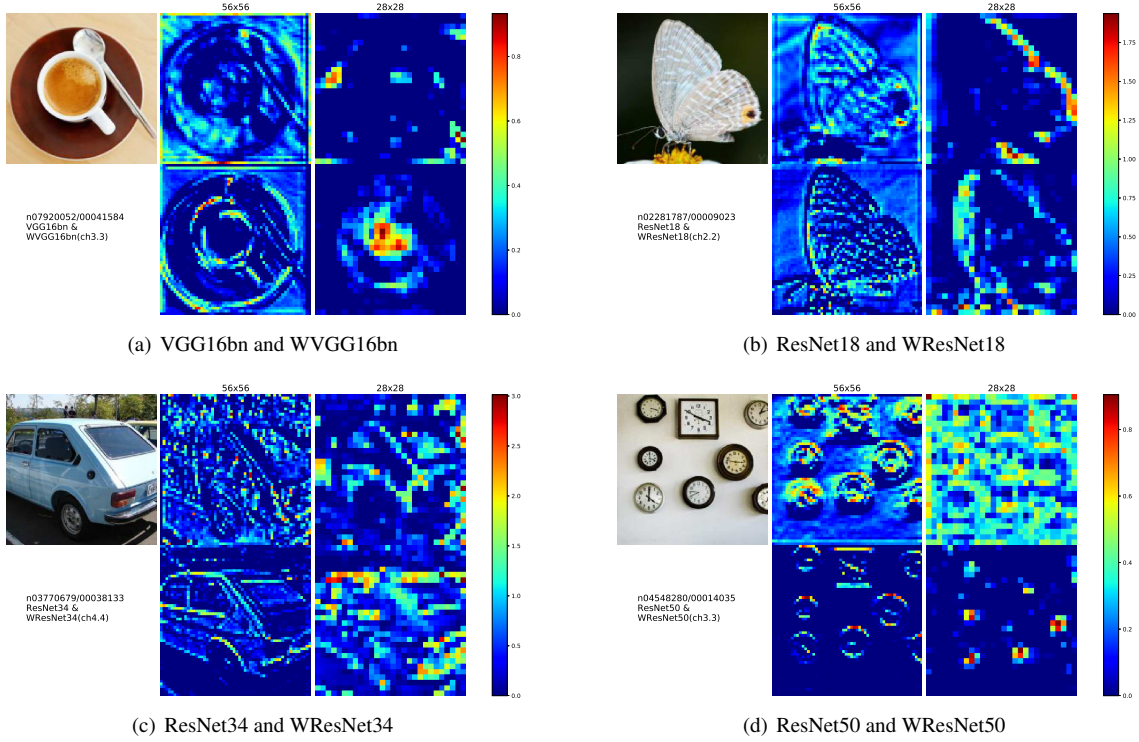 56x56 28x28
0.8
0.6
0.4
0.2
0.0
n07920052/00041584
VGG16bn &
WVGG16bn(ch3.3)
(a) VGG16bn and WVGG16bn
56x56 28x28
1.75
1.50
1.25
1.00
0.75
0.50
0.25
0.00
n02281787/00009023
ResNet18 &
WResNet18(ch2.2)
(b) ResNet18 and WResNet18
56x56 28x28
3.0
2.5
2.0
1.5
1.0
0.5
0.0
n03770679/00038133
ResNet34 &
WResNet34(ch4.4)
(c) ResNet34 and WResNet34
56x56 28x28
0.8
0.6
0.4
0.2
0.0
n04548280/00014035
ResNet50 &
WResNet50(ch3.3)
(d) ResNet50 and WResNet50